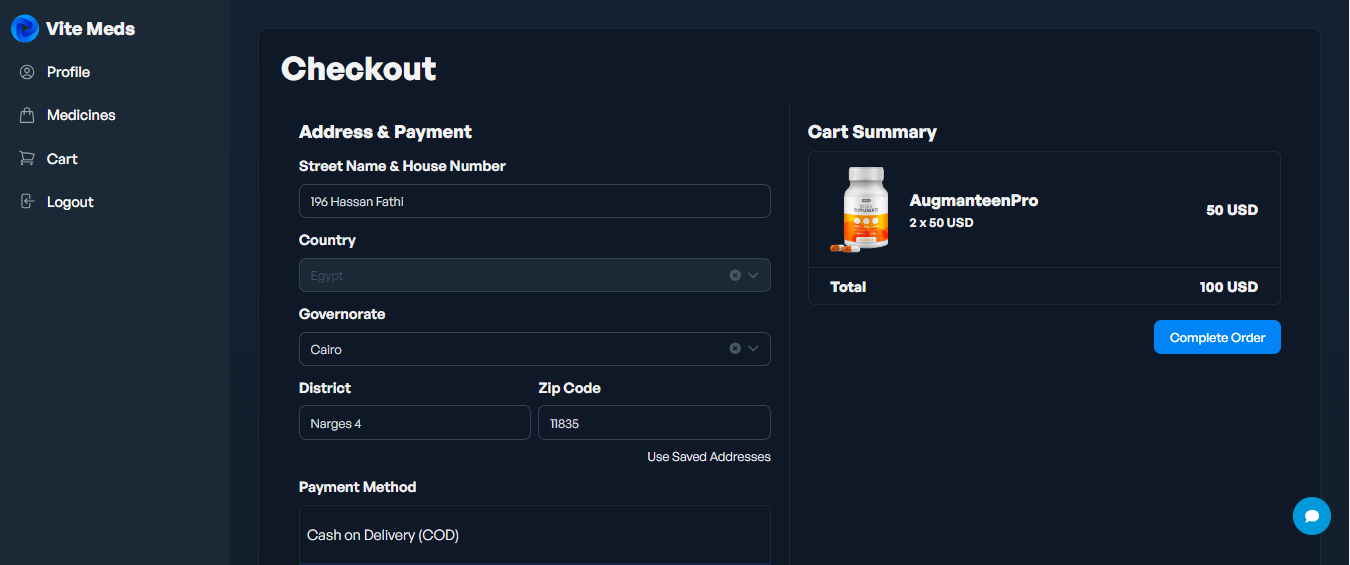 Vite Meds
Profile
Medicines
Cart
Logout
Checkout
Address & Payment
Street Name & House Number
196 Hassan Fathi
Country
Egypt
Governorate
Cairo
District
Zip Code
Narges 4
11835
Use Saved Addresses
Payment Method
Cash on Delivery (COD)
Cart Summary
SUPPLEMENTS
AugmanteenPro
2 x 50 USD
50 USD
Total
100 USD
Complete Order